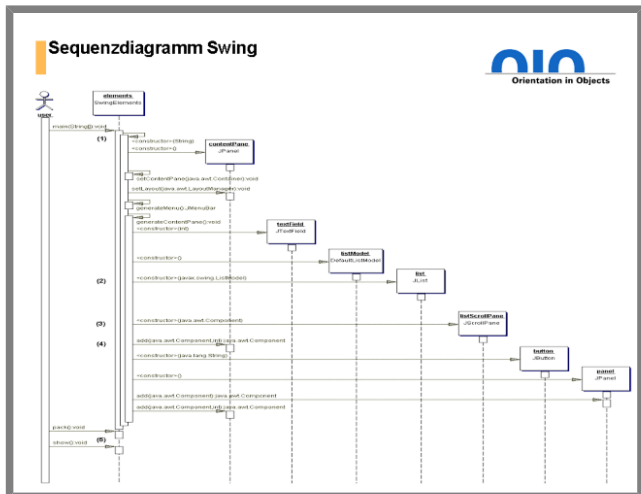 Sequenzdiagramm Swing
Orientation in Objects
user
elements
SwingElements
main(String[]):void
(1)
<constructor>(String)
<constructor>()
contentPane
JPanel
setContentPane(java.awt.Container):void
setLayout(java.awt.LayoutManager):void
generateMenu():JMenuBar
generateContentPane():void
<constructor>(int)
textField
JTextField
<constructor>()
listModel
DefaultListModel
(2)
<constructor>(javax.swing.ListModel)
list
JList
(3)
<constructor>(java.awt.Component)
listScrollPane
JScrollPane
(4)
add(java.awt.Component,int):java.awt.Component
<constructor>(java.lang.String)
button
JButton
<constructor>()
panel
JPanel
add(java.awt.Component):java.awt.Component
add(java.awt.Component,int):java.awt.Component
pack():void
show():void